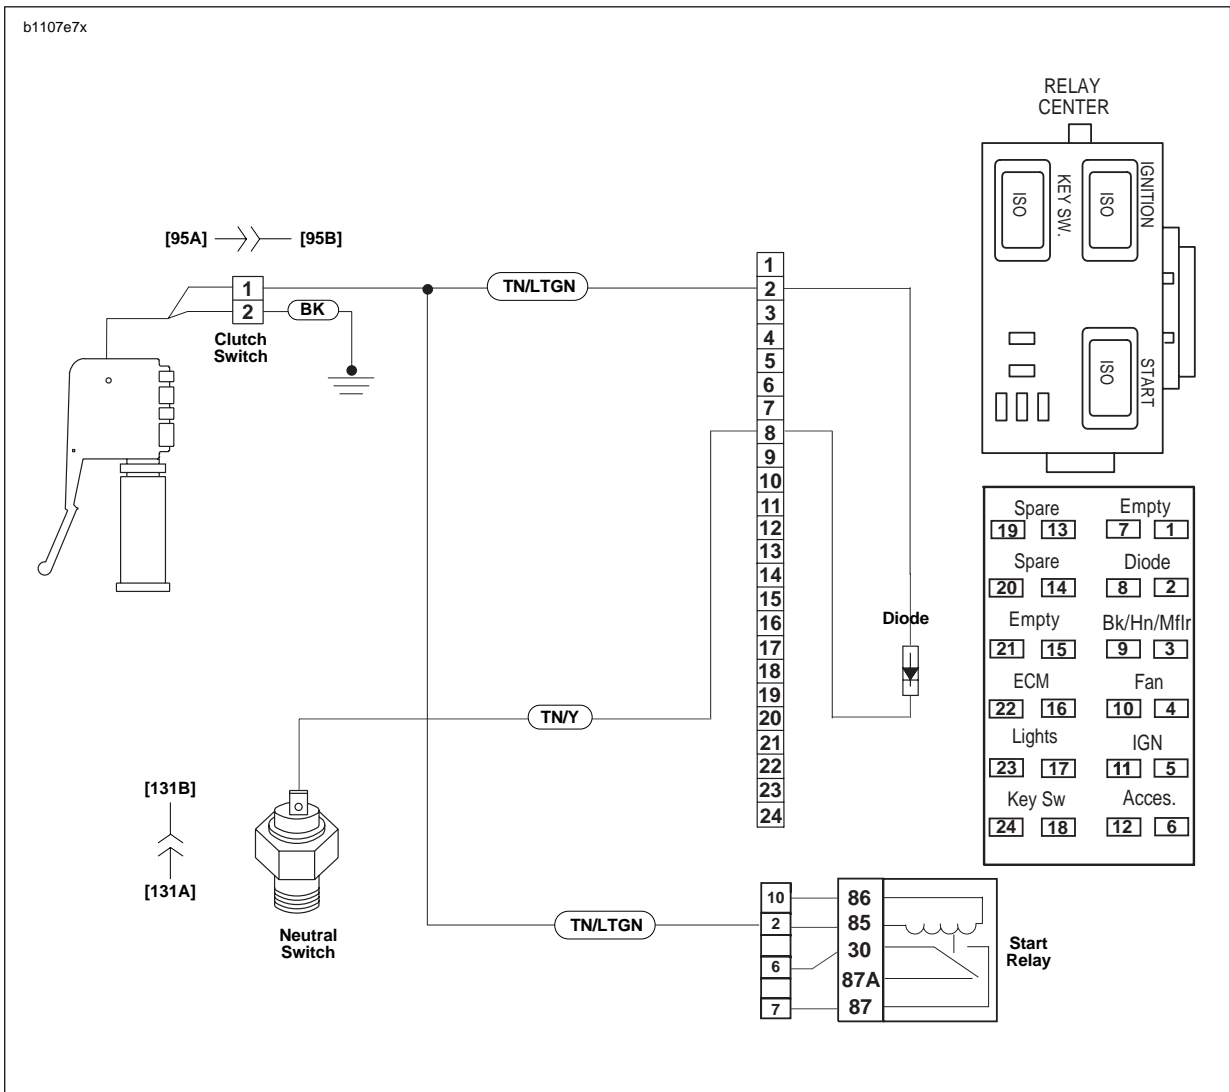 b1107e7x
RELAY
CENTER
KEY SW.
IGNITION
ISO
ISO
START
ISO
[95A]
[95B]
1
2
BK
Clutch
Switch
TN/LTGN
1
2
3
4
5
6
7
8
9
10
11
12
13
14
15
16
17
18
19
20
21
22
23
24
Diode
TN/Y
[131B]
[131A]
Neutral
Switch
TN/LTGN
Spare Empty
19 13 7 1
Spare Diode
20 14 8 2
Empty Bk/Hn/Mflr
21 15 9 3
ECM Fan
22 16 10 4
Lights IGN
23 17 11 5
Key Sw Acces.
24 18 12 6
10 86
2 85
30
6
87A
7 87
Start
Relay